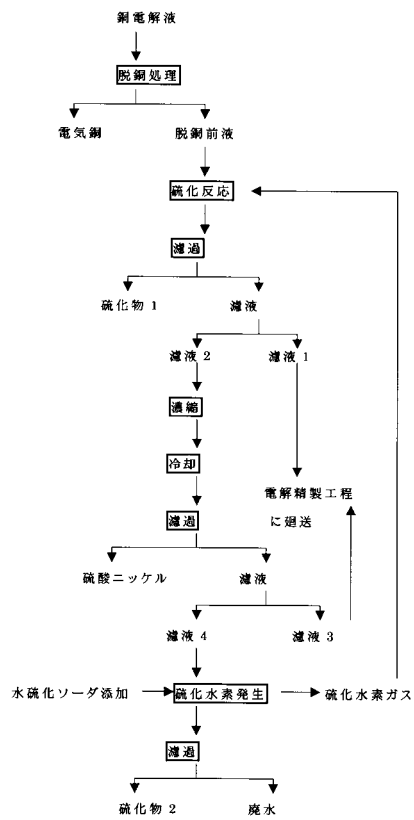 銅電解液
脱銅処理
電気銅
脱銅前液
硫化反応
濾過
硫化物 1
濾液
濾液 2
濾液 1
濃縮
冷却
電解精製工程
濾過
に廻送
硫酸ニッケル
濾液
濾液 4
濾液 3
水硫化ソーダ添加
硫化水素発生
硫化水素ガス
濾過
硫化物 2
廃水